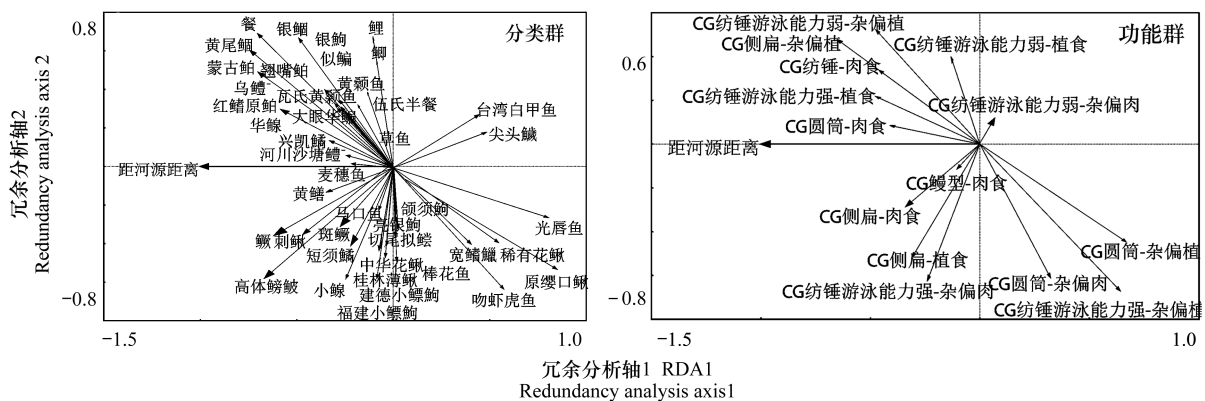 0.8
冗余分析轴2
Redundancy analysis axis 2
−0.8
分类群
餐
银鲴
鲤
银鮈
鲫
黄尾鲴
似鳊
蒙古鲌
翘嘴鲌
黄颡鱼
乌鳢
瓦氏黄颡鱼
伍氏半餐
红鳍原鲌
大眼华鳊
台湾白甲鱼
华鳈
草鱼
尖头鱥
兴凯鱊
河川沙塘鳢
距河源距离
麦穗鱼
黄鳝
马口鱼
颌须鮈
光唇鱼
亮银鮈
鳜
刺鳅
斑鳜
切尾拟鲿
短须鱊
宽鳍鱲
稀有花鳅
中华花鳅
棒花鱼
高体鳑鲏
小鳈
桂林薄鳅
原缨口鳅
建德小鳔鮈
吻虾虎鱼
福建小鳔鮈
−1.5
1.0
0.6
−0.8
功能群
CG纺锤游泳能力弱-杂偏植
CG侧扁-杂偏植
CG纺锤游泳能力弱-植食
CG纺锤-肉食
CG纺锤游泳能力强-植食
CG纺锤游泳能力弱-杂偏肉
CG圆筒-肉食
距河源距离
CG鳗型-肉食
CG侧扁-肉食
CG圆筒-杂偏植
CG侧扁-植食
CG圆筒-杂偏肉
CG纺锤游泳能力强-杂偏肉
CG纺锤游泳能力强-杂偏植
−1.5
1.0
冗余分析轴1 RDA1
Redundancy analysis axis1